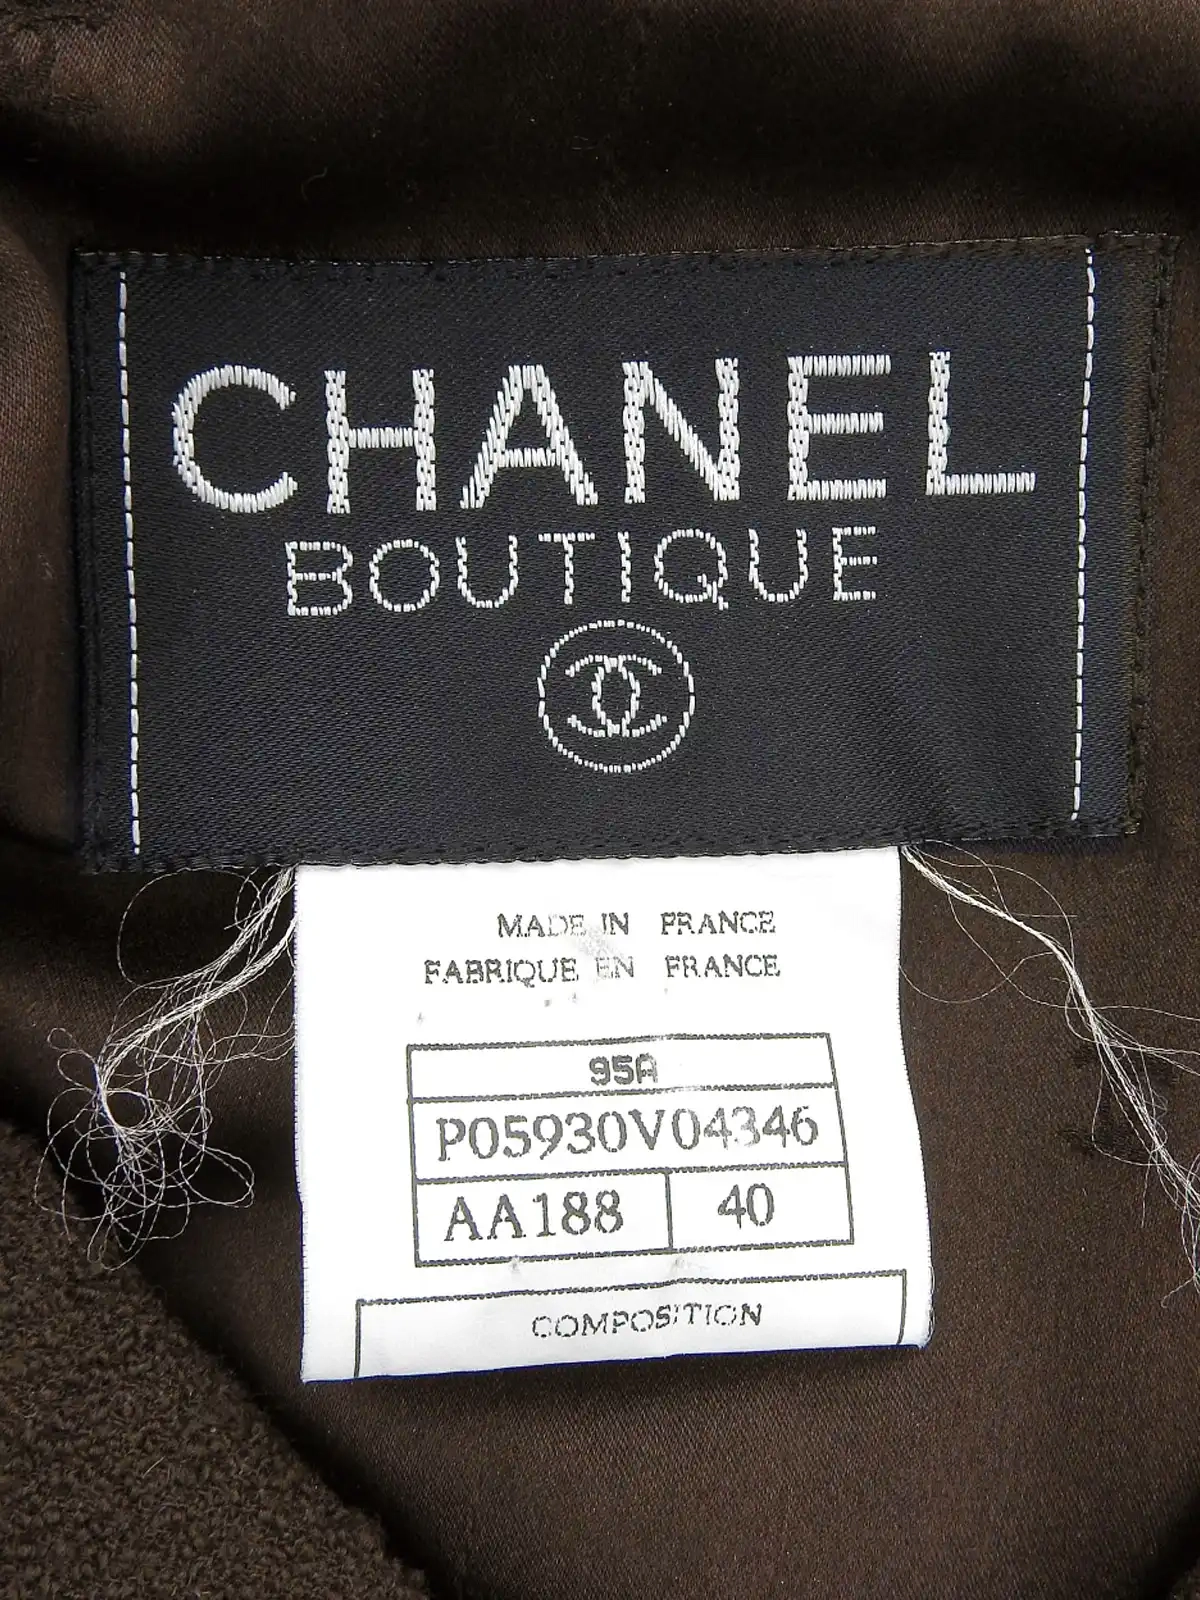 CHANEL
BOUTIQUE
MADE IN FRANCE
FABRIQUE EN FRANCE
95A
P05930V04346
AA188 40
COMPOSITION